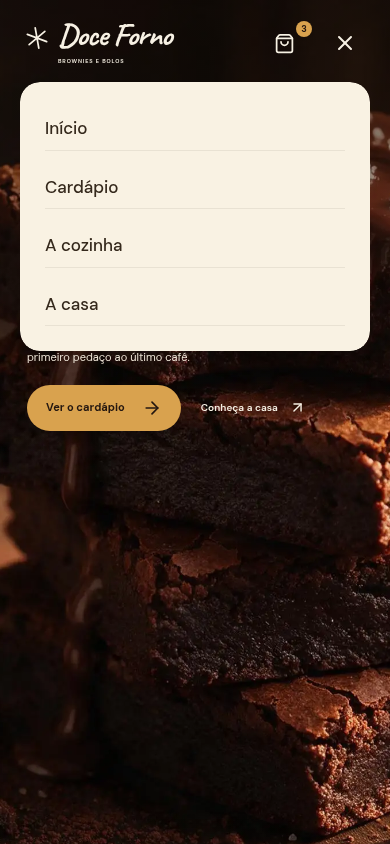 Doce Forno
BROWNIES E BOLOS
3
Início
Cardápio
A cozinha
A casa
primeiro pedaço ao último café.
Ver o cardápio
Conheça a casa